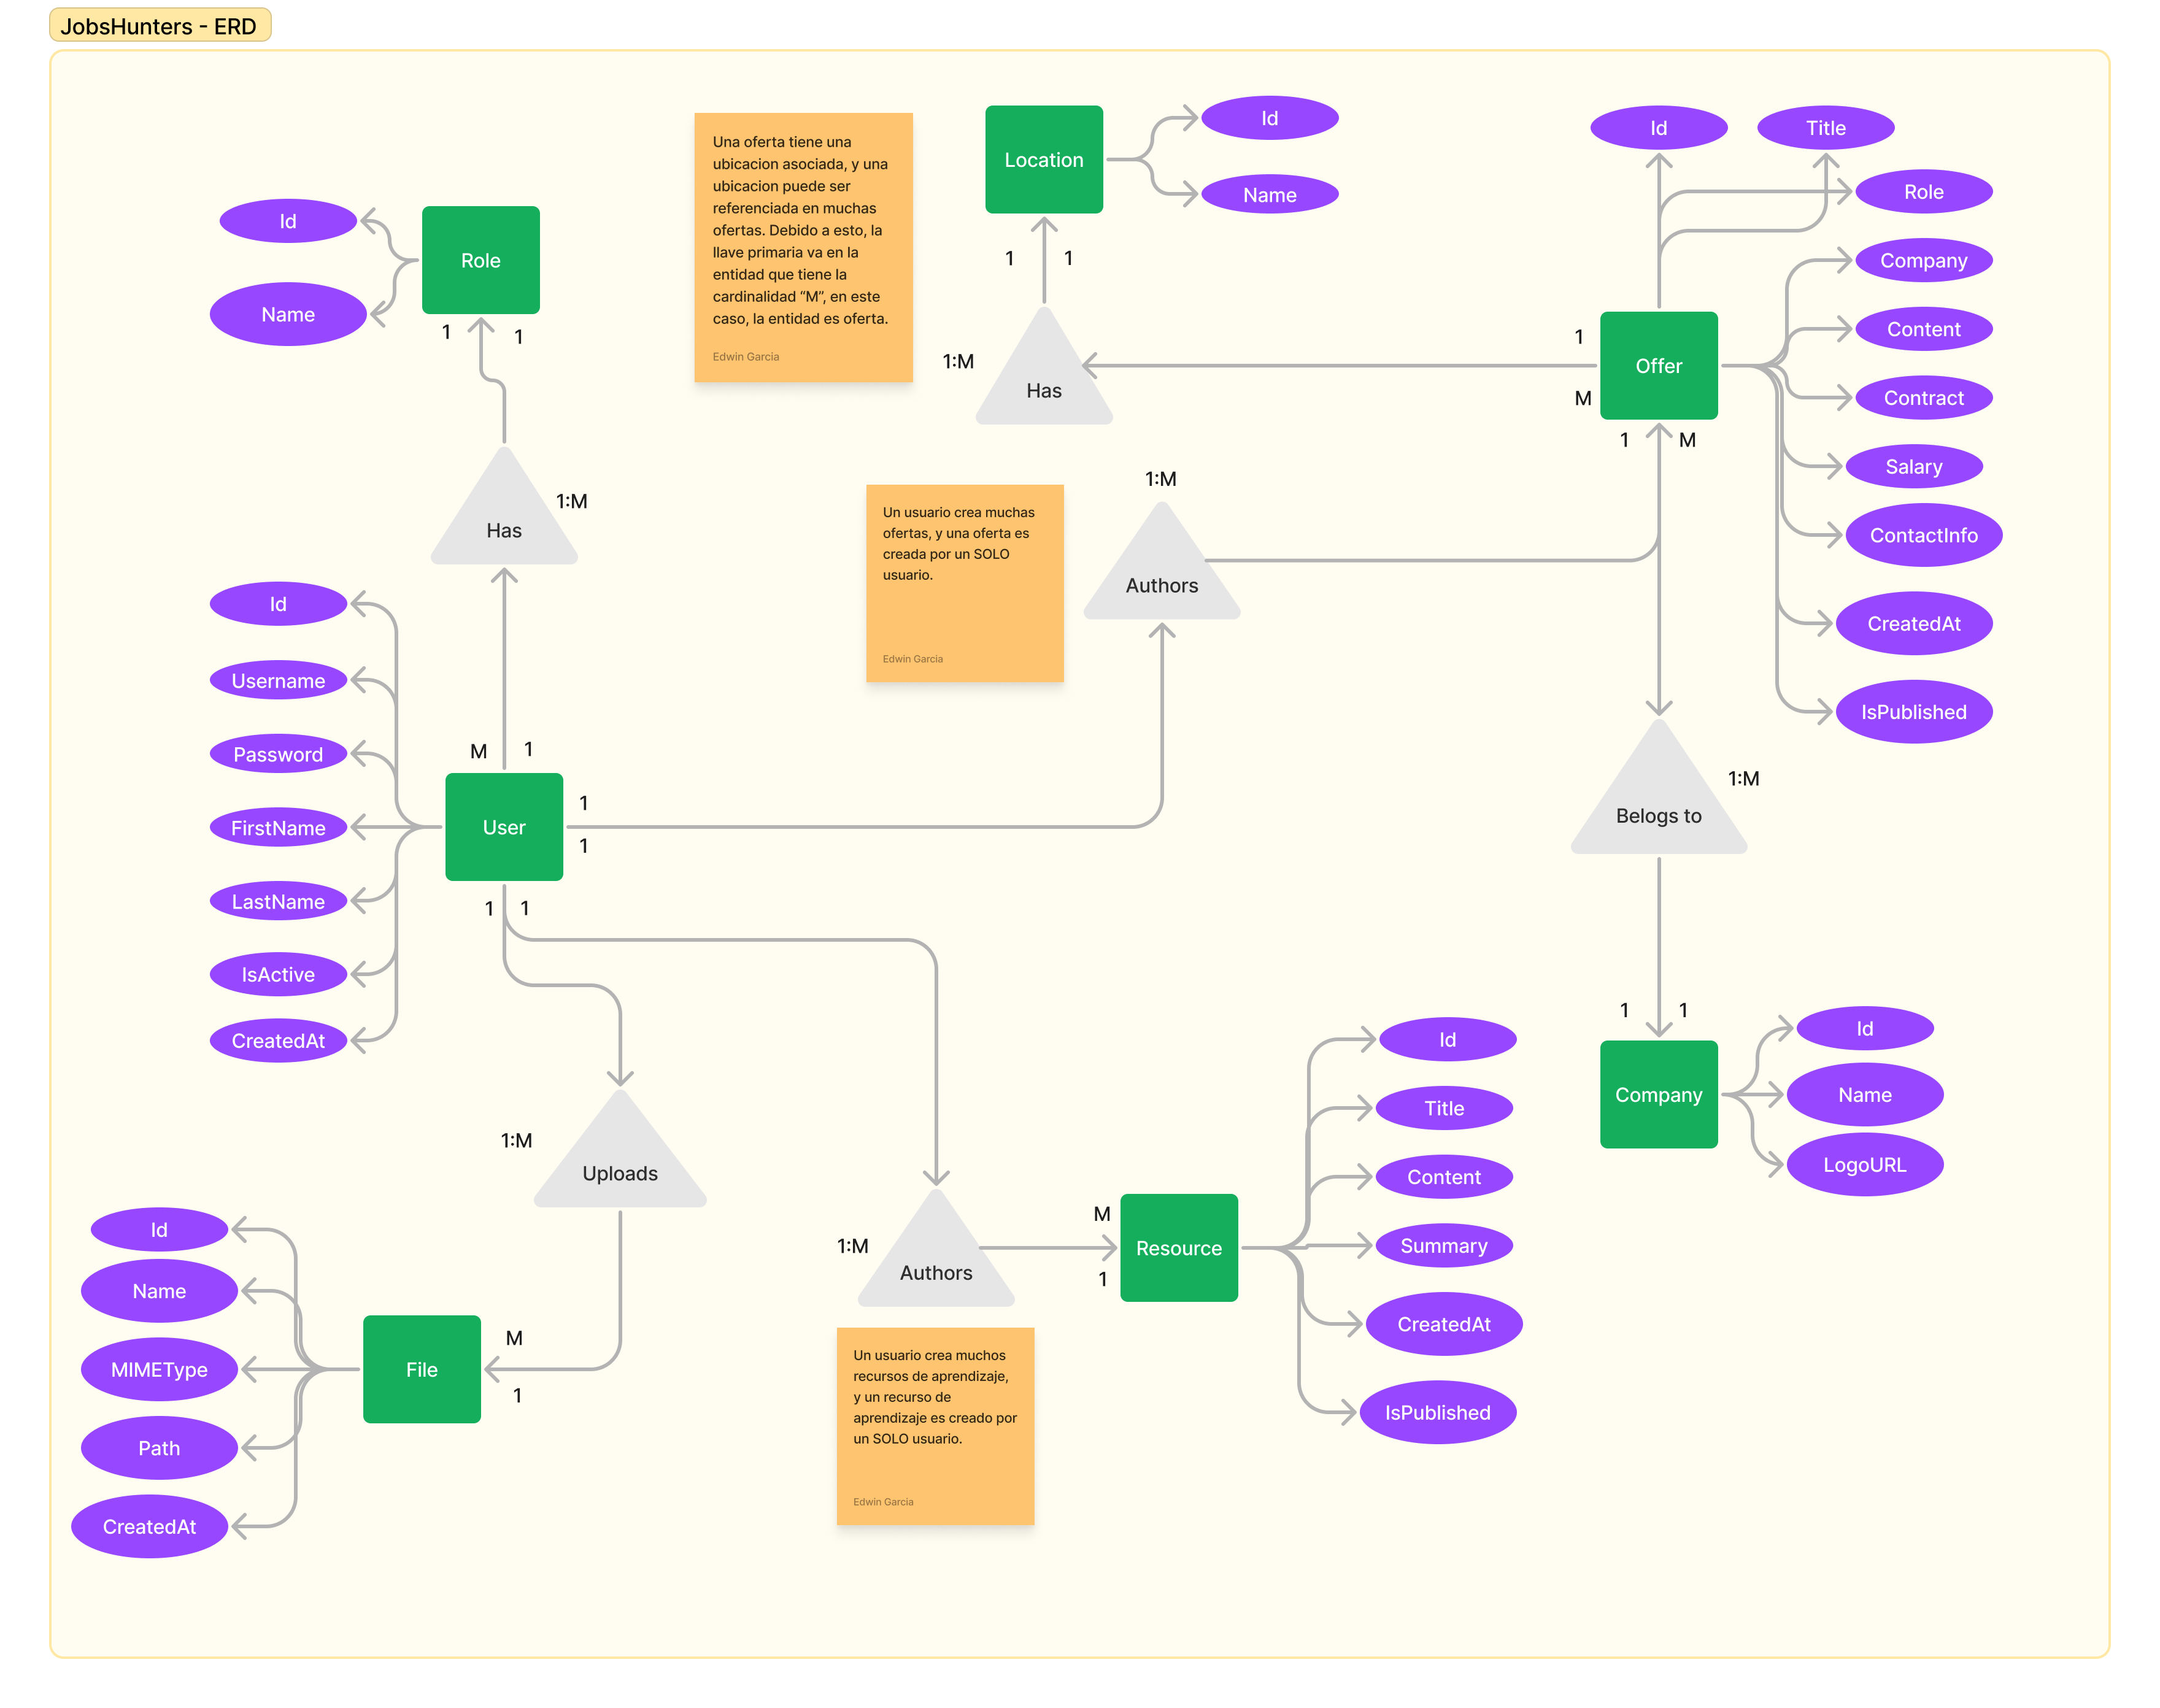 JobsHunters - ERD
Una oferta tiene una
ubicacion asociada, y una
ubicacion puede ser
referenciada en muchas
ofertas. Debido a esto, la
llave primaria va en la
entidad que tiene la
cardinalidad “M”, en este
caso, la entidad es oferta.
Edwin Garcia
Location
Id
Name
1
1
1:M
Has
Id
Title
Role
Company
Content
Contract
Salary
ContactInfo
CreatedAt
IsPublished
Offer
1
M
1
M
Id
Name
Role
1
1
1:M
Has
Un usuario crea muchas
ofertas, y una oferta es
creada por un SOLO
usuario.
Edwin Garcia
1:M
Authors
Id
Username
Password
FirstName
LastName
IsActive
CreatedAt
M
1
User
1
1
1
1
1:M
Belogs to
1
1
Company
Id
Name
LogoURL
1:M
Uploads
1:M
Authors
M
1
Resource
Id
Title
Content
Summary
CreatedAt
IsPublished
Id
Name
MIMEType
Path
CreatedAt
File
M
1
Un usuario crea muchos
recursos de aprendizaje,
y un recurso de
aprendizaje es creado por
un SOLO usuario.
Edwin Garcia